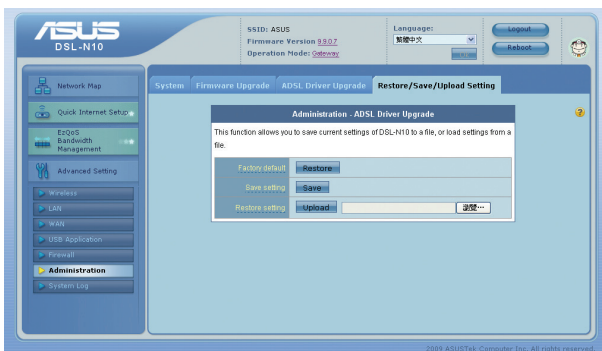 ASUS
DSL-N10
SSID: ASUS
Firmware Version 9.9.0.7
Operation Mode: Gateway
Language:
繁體中文
Logout
Reboot
Network Map
Quick Internet Setup
EzQoS
Bandwidth
Management
Advanced Setting
Wireless
LAN
WAN
USB Application
Firewall
Administration
System Log
System
Firmware Upgrade
ADSL Driver Upgrade
Restore/Save/Upload Setting
Administration - ADSL Driver Upgrade
This function allows you to save current settings of DSL-N10 to a file, or load settings from a
file.
Factory default
Restore
Save setting
Save
Restore setting
Upload
瀏覽...
2009 ASUSTek Computer Inc. All rights reserved.